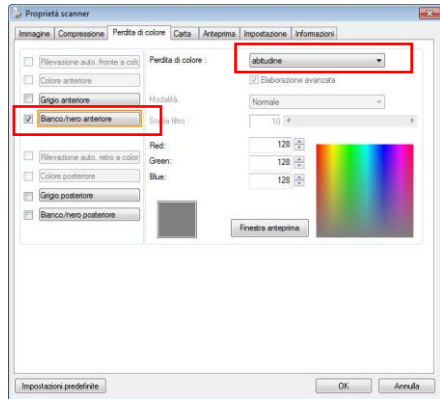 Proprietà scanner
Immagine Compressione Perdita di colore Carta Anteprima Impostazione Informazioni
Rilevazione auto. fronte a colo
Colore anteriore
Grigio anteriore
Bianco/nero anteriore
Rilevazione auto. retro a color
Colore posteriore
Grigio posteriore
Bianco/nero posteriore
Perdita di colore : abitudine
Elaborazione avanzata
Modalità: Normale
Soglia filtro : 10
Red: 128
Green: 128
Blue: 128
Finestra anteprima
Impostazioni predefinite OK Annulla